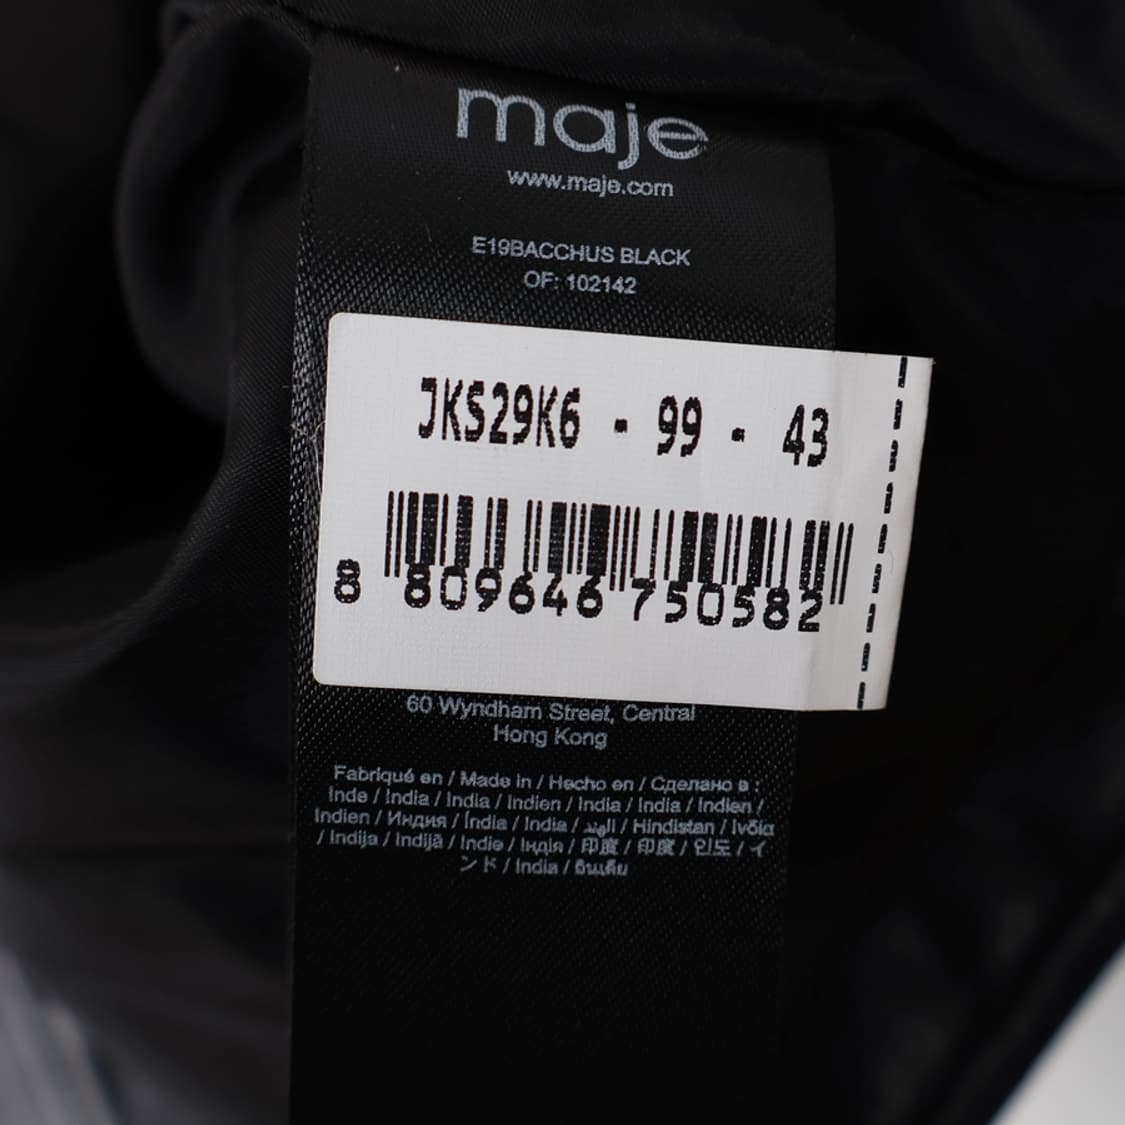 maje
www.maje.com
E19BACCHUS BLACK
OF: 102142
JKS29K6 - 99 - 43
8 809646 750582
60 Wyndham Street, Central
Hong Kong
Fabriqué en / Made in / Hecho en / Сделано в :
Inde / India / India / Indien / India / India / Indien /
Indien / Индия / Índia / India / الهند / Hindistan / Ινδία
/ Indija / Indijā / Indie / Індія / 印度 / 印度 / 인도 / イ
ンド / India / อินเดีย